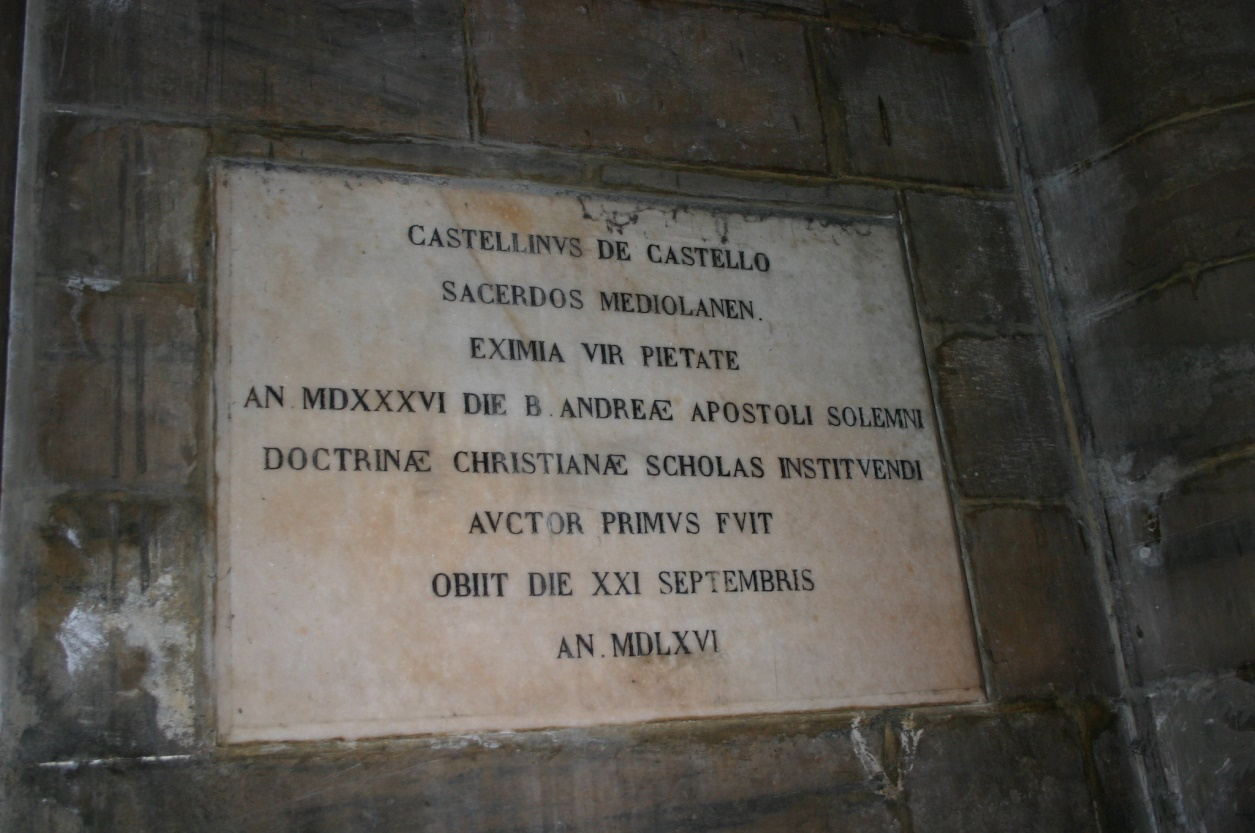 CASTELLINVS DE CASTELLO
SACERDOS MEDIOLANEN.
EXIMIA VIR PIETATE
AN. MDXXXVI DIE B. ANDREÆ APOSTOLI SOLEMNI
DOCTRINÆ CHRISTIANÆ SCHOLAS INSTITVENDI
AVCTOR PRIMVS FVIT
OBIIT DIE XXI SEPTEMBRIS
AN. MDLXVI